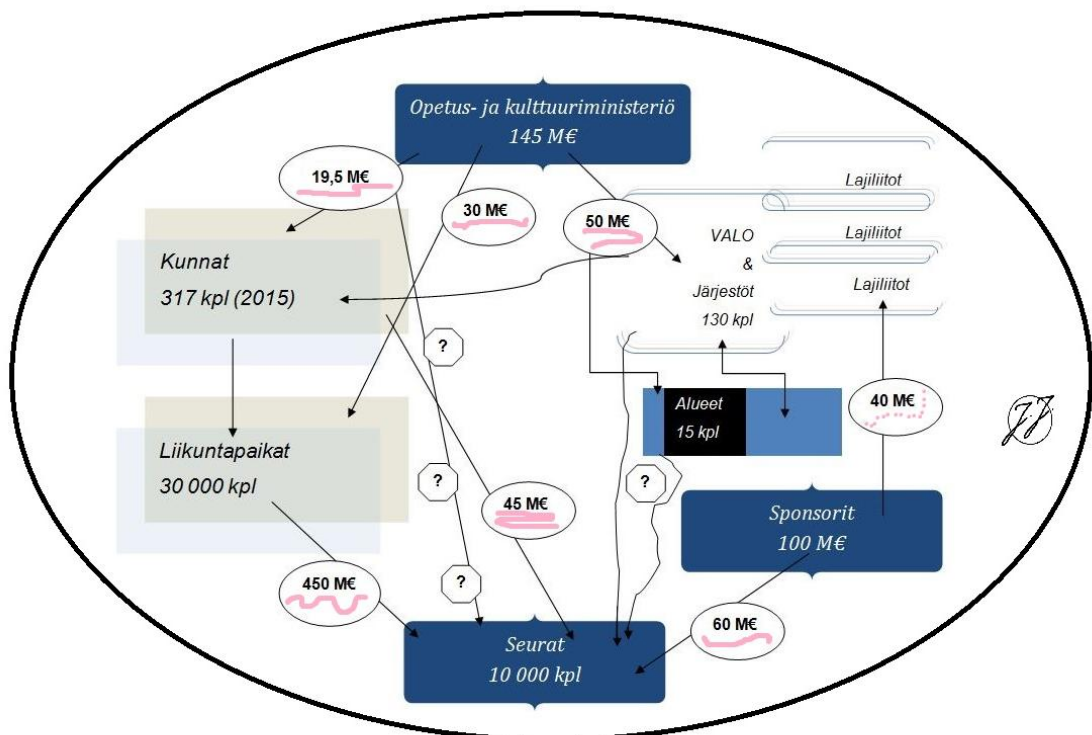 Opetus- ja kulttuuriministeriö
145 M€
19,5 M€
30 M€
50 M€
Lajiliitot
Lajiliitot
Lajiliitot
VALO
&
Järjestöt
130 kpl
Kunnat
317 kpl (2015)
?
Alueet
15 kpl
40 M€
Liikuntapaikat
30 000 kpl
?
?
45 M€
Sponsorit
100 M€
450 M€
?
60 M€
Seurat
10 000 kpl
J.J.